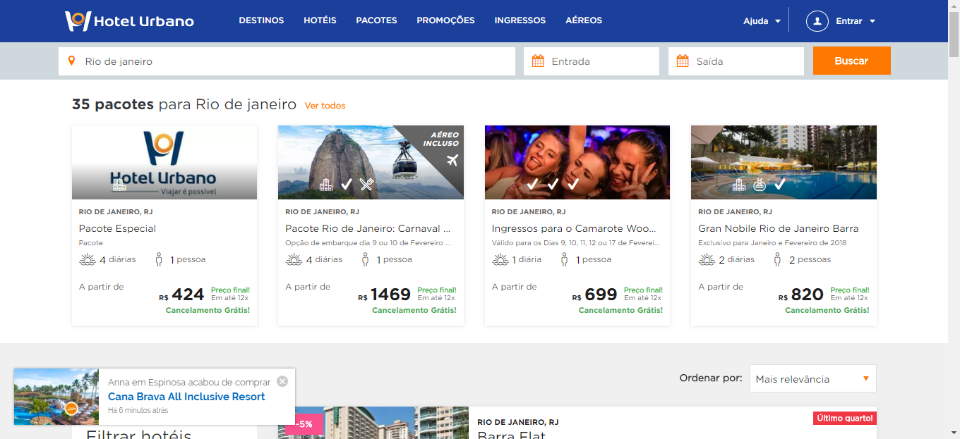 Hotel Urbano
DESTINOS HOTÉIS PACOTES PROMOÇÕES INGRESSOS AÉREOS Ajuda Entrar
Rio de janeiro Entrada Saída Buscar
35 pacotes para Rio de janeiro Ver todos
Hotel Urbano
Viajar é possível
RIO DE JANEIRO, RJ
Pacote Especial
Pacote
4 diárias 1 pessoa
A partir de
R$ 424 Preço final!
Em até 12x
Cancelamento Grátis!
AÉREO
INCLUSO
RIO DE JANEIRO, RJ
Pacote Rio de Janeiro: Carnaval ...
Opção de embarque dia 9 ou 10 de Fevereiro ...
4 diárias 1 pessoa
A partir de
R$ 1469 Preço final!
Em até 12x
Cancelamento Grátis!
RIO DE JANEIRO, RJ
Ingressos para o Camarote Woo...
Válido para os Dias 9, 10, 11, 12 ou 17 de Feverei...
1 diária 1 pessoa
A partir de
R$ 699 Preço final!
Em até 12x
Cancelamento Grátis!
RIO DE JANEIRO, RJ
Gran Nobile Rio de Janeiro Barra
Exclusivo para Janeiro e Fevereiro de 2018
2 diárias 2 pessoas
A partir de
R$ 820 Preço final!
Em até 12x
Cancelamento Grátis!
Ordenar por: Mais relevância
Anna em Espinosa acabou de comprar
Cana Brava All Inclusive Resort
Há 6 minutos atrás
Filtrar hotéis
-5%
RIO DE JANEIRO, RJ
Barra Flat
Último quarto!